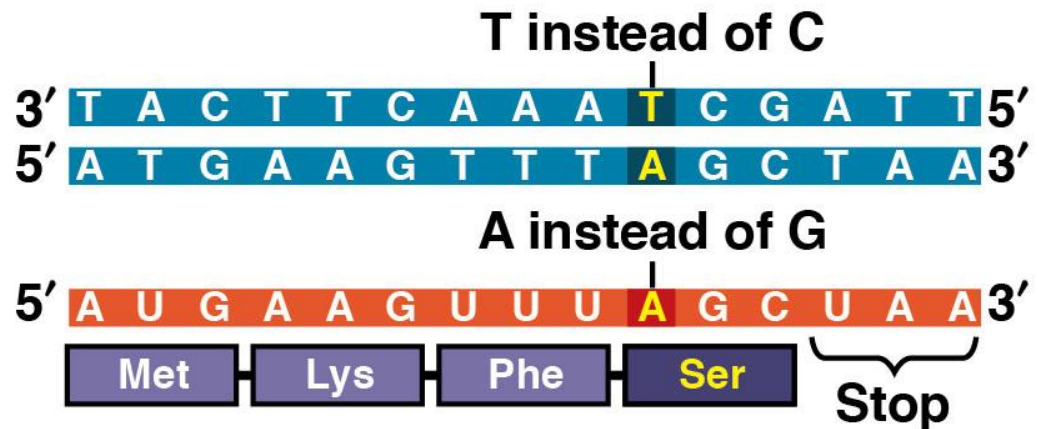 T instead of C
3′ T A C T T C A A A T C G A T T 5′
5′ A T G A A G T T T A G C T A A 3′
A instead of G
5′ A U G A A G U U U A G C U A A 3′
Met Lys Phe Ser
Stop